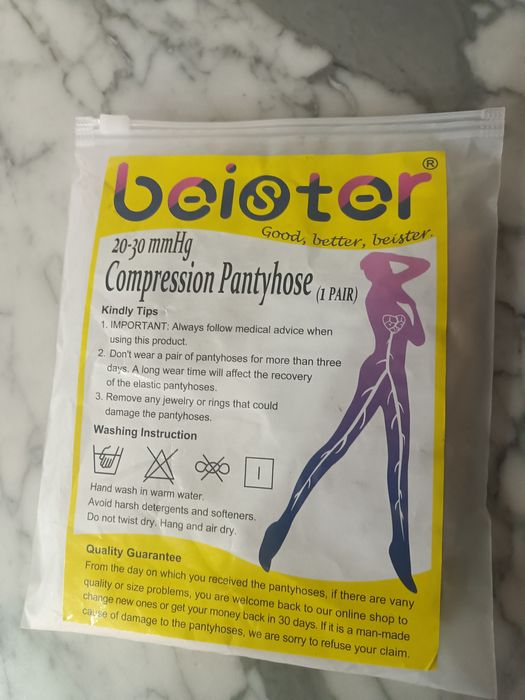 beister®
Good, better, beister.
20-30 mmHg
Compression Pantyhose (1 PAIR)
Kindly Tips
1. IMPORTANT: Always follow medical advice when
using this product.
2. Don't wear a pair of pantyhoses for more than three
days. A long wear time will affect the recovery
of the elastic pantyhoses.
3. Remove any jewelry or rings that could
damage the pantyhoses.
Washing Instruction
Hand wash in warm water.
Avoid harsh detergents and softeners.
Do not twist dry. Hang and air dry.
Quality Guarantee
From the day on which you received the pantyhoses, if there are vany
quality or size problems, you are welcome back to our online shop to
change new ones or get your money back in 30 days. If it is a man-made
cause of damage to the pantyhoses, we are sorry to refuse your claim.